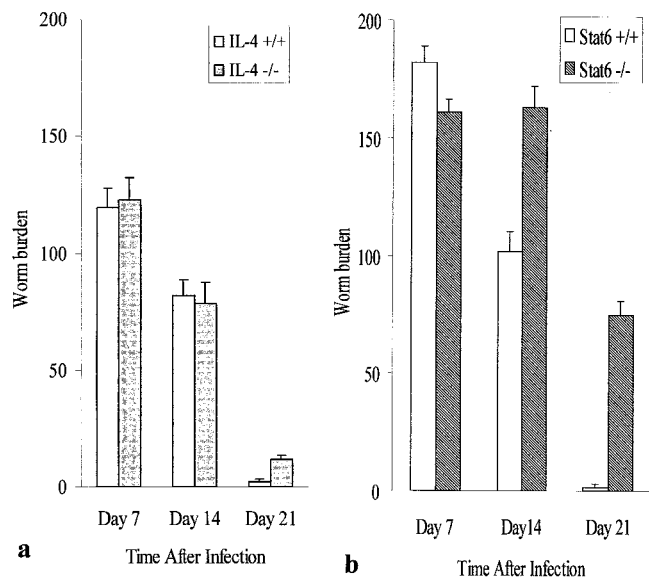 200
150
100
50
0
Worm burden
IL-4 +/+
IL-4 -/-
Day 7 Day 14 Day 21
Time After Infection
a
200
150
100
50
0
Worm burden
Stat6 +/+
Stat6 -/-
Day 7 Day14 Day 21
Time After Infection
b